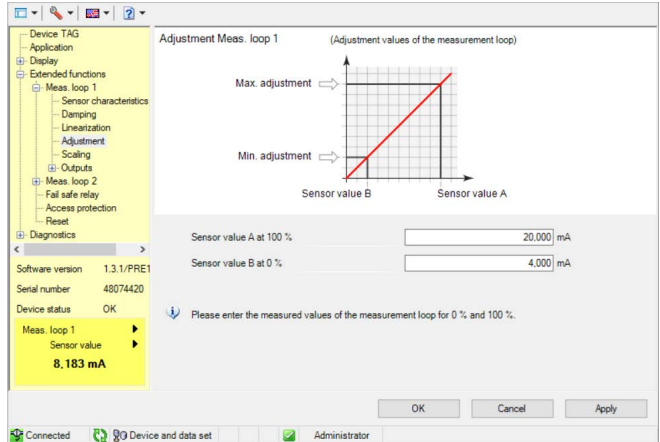 Device TAG
Application
Display
Extended functions
Meas. loop 1
Sensor characteristics
Damping
Linearization
Adjustment
Scaling
Outputs
Meas. loop 2
Fail safe relay
Access protection
Reset
Diagnostics
Software version 1.3.1/PRE1
Serial number 48074420
Device status OK
Meas. loop 1
Sensor value
8,183 mA
Adjustment Meas. loop 1 (Adjustment values of the measurement loop)
Max. adjustment
Min. adjustment
Sensor value B Sensor value A
Sensor value A at 100 % 20,000 mA
Sensor value B at 0 % 4,000 mA
Please enter the measured values of the measurement loop for 0 % and 100 %.
OK Cancel Apply
Connected Device and data set Administrator